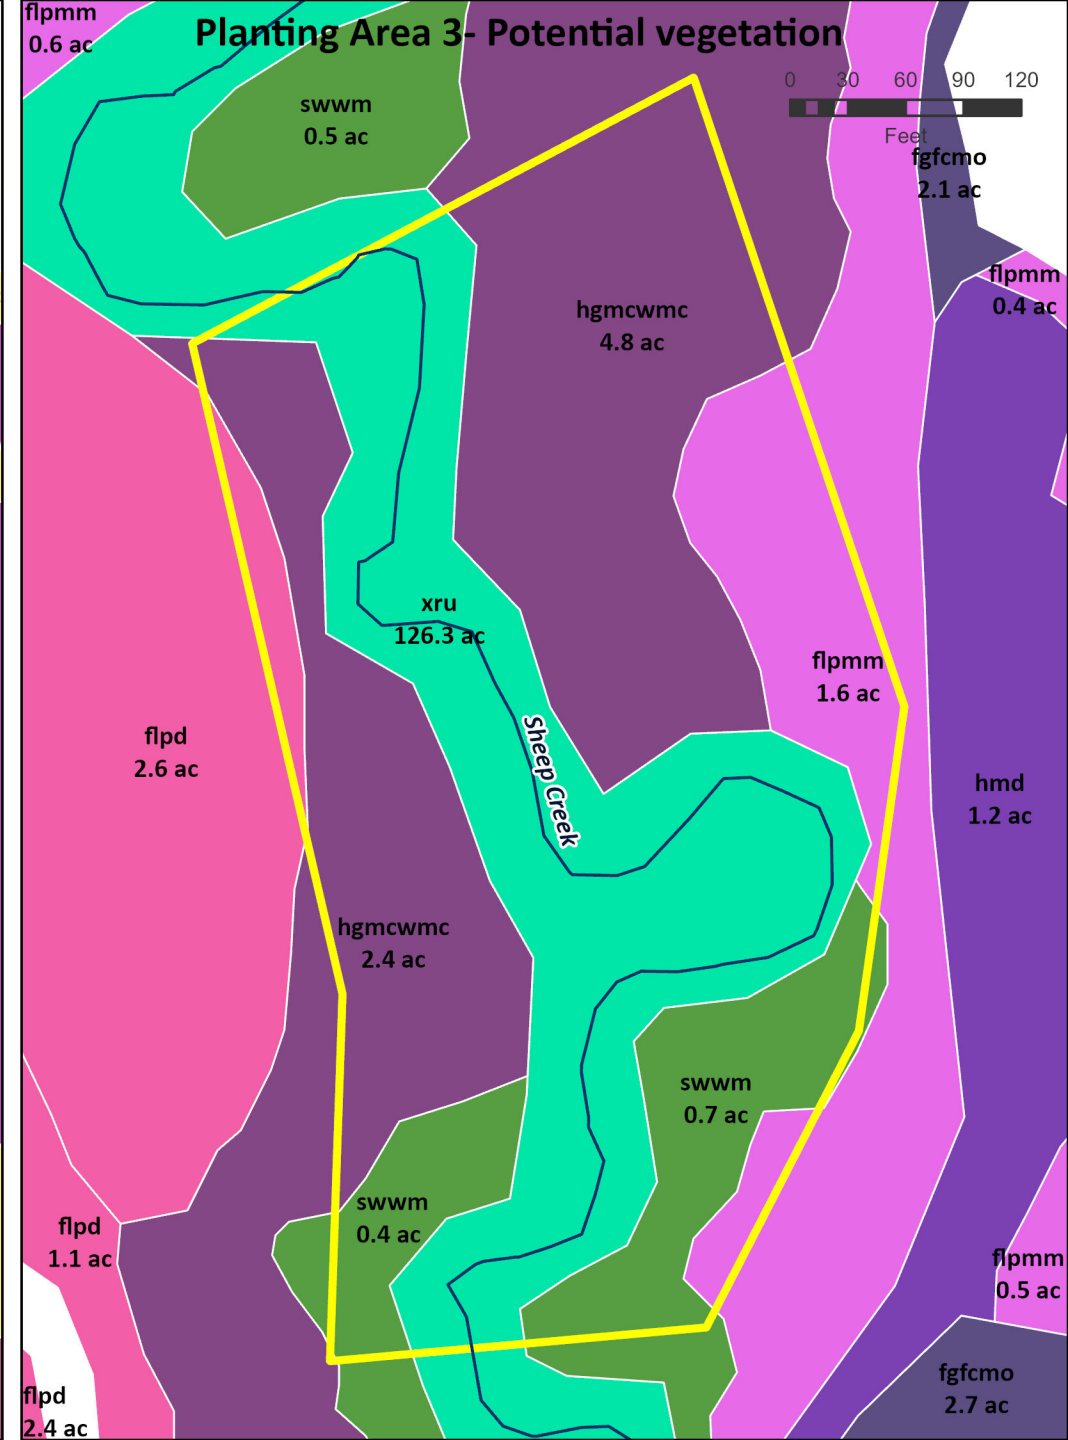 flpmm
0.6 ac
Planting Area 3- Potential vegetation
0 30 60 90 120
Feet
swwm
0.5 ac
fgfcmo
2.1 ac
flpmm
0.4 ac
hgmcwmc
4.8 ac
xru
126.3 ac
flpmm
1.6 ac
flpd
2.6 ac
Sheep Creek
hmd
1.2 ac
hgmcwmc
2.4 ac
swwm
0.7 ac
swwm
0.4 ac
flpd
1.1 ac
flpmm
0.5 ac
fgfcmo
2.7 ac
flpd
2.4 ac